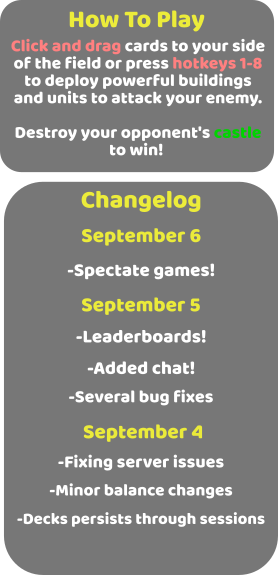 How To Play
Click and drag cards to your side
of the field or press hotkeys 1-8
to deploy powerful buildings
and units to attack your enemy.
Destroy your opponent's castle
to win!
Changelog
September 6
-Spectate games!
September 5
-Leaderboards!
-Added chat!
-Several bug fixes
September 4
-Fixing server issues
-Minor balance changes
-Decks persists through sessions